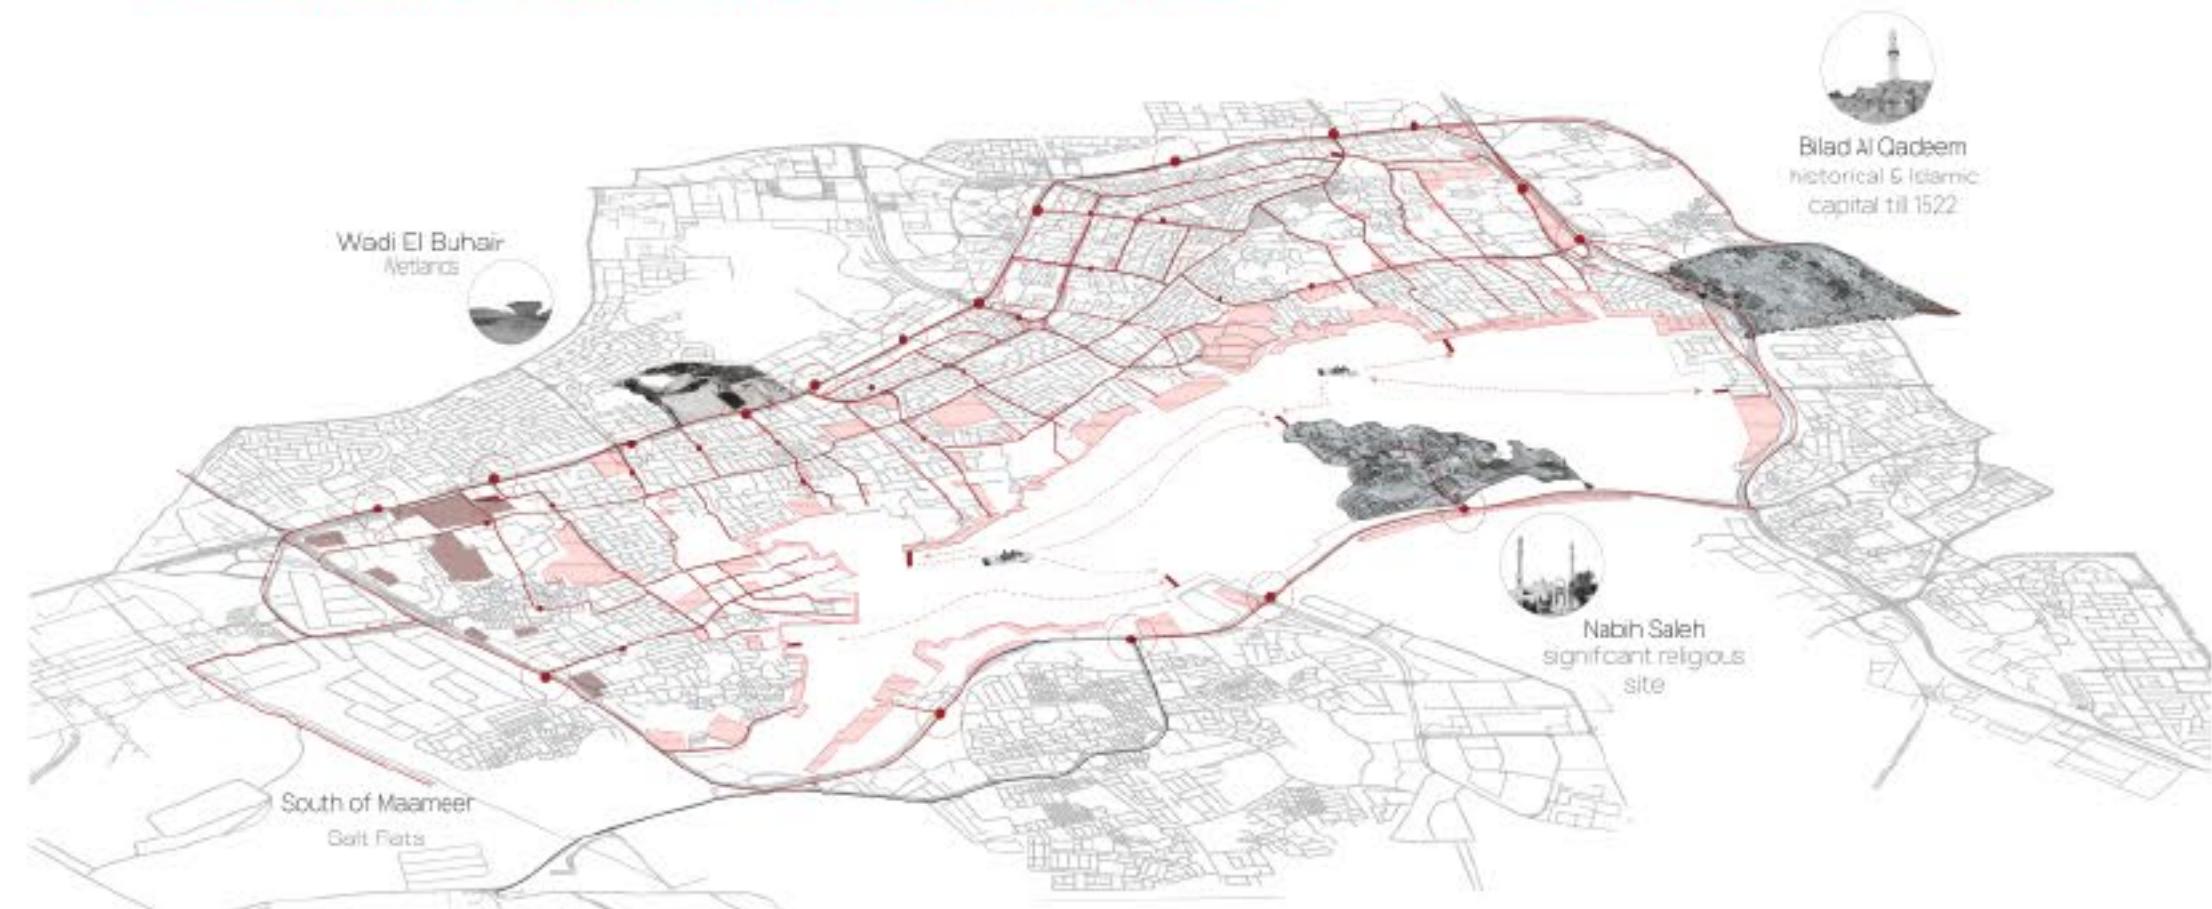 Wadi El Buhair
Wetlands
Bilad Al Qadeem
historical & Islamic
capital till 1522
Nabih Saleh
signifcant religious
site
South of Maameer
Salt Flats